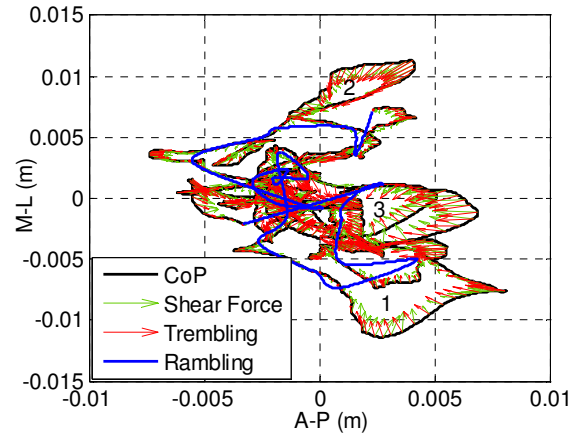 0.015
0.01
2
0.005
M-L (m)
0
3
-0.005
CoP
Shear Force
1
-0.01
Trembling
Rambling
-0.015
-0.01
-0.005
0
0.005
0.01
A-P (m)